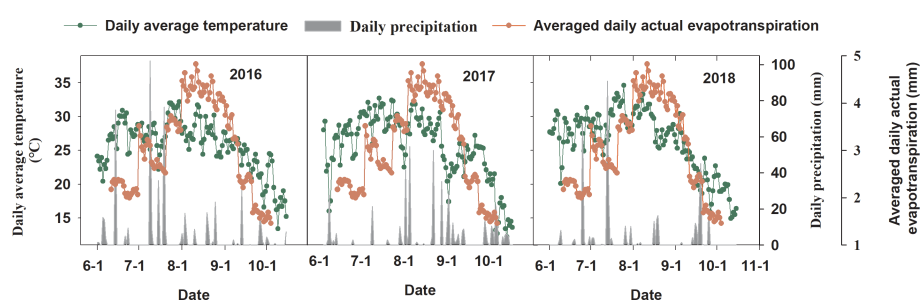 Daily average temperature Daily precipitation Averaged daily actual evapotranspiration
Daily average temperature
(℃)
35
30
25
20
15
2016
2017
2018
6-1 7-1 8-1 9-1 10-1
6-1 7-1 8-1 9-1 10-1
6-1 7-1 8-1 9-1 10-1 11-1
Date
Date
Date
100
80
60
40
20
0
Daily precpitation (mm)
5
4
3
2
1
Averaged daily actual
evapotranspiration (mm)